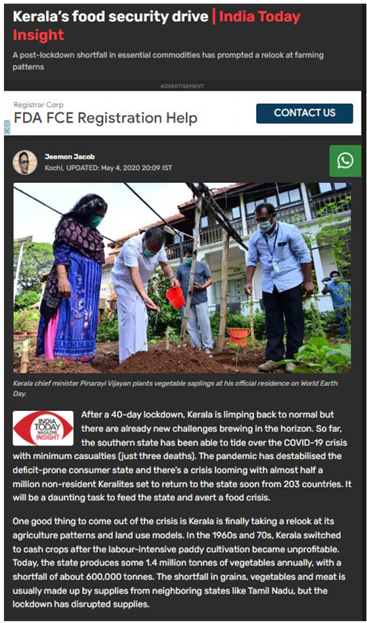 Kerala's food security drive | India Today
Insight
A post-lockdown shortfall in essential commodities has prompted a relook at farming
patterns
ADVERTISEMENT
Registrar Corp
FDA FCE Registration Help
CONTACT US
Jeemon Jacob
Kochi, UPDATED: May 4, 2020 20:09 IST
Kerala chief minister Pinarayi Vijayan plants vegetable saplings at his official residence on World Earth
Day.
INDIA
TODAY
MAGAZINE
INSIGHT
After a 40-day lockdown, Kerala is limping back to normal but
there are already new challenges brewing in the horizon. So far,
the southern state has been able to tide over the COVID-19 crisis
with minimum casualties (just three deaths). The pandemic has destabilised the
deficit-prone consumer state and there's a crisis looming with almost half a
million non-resident Keralites set to return to the state soon from 203 countries. It
will be a daunting task to feed the state and avert a food crisis.
One good thing to come out of the crisis is Kerala is finally taking a relook at its
agriculture patterns and land use models. In the 1960s and 70s, Kerala switched
to cash crops after the labour-intensive paddy cultivation became unprofitable.
Today, the state produces some 1.4 million tonnes of vegetables annually, with a
shortfall of about 600,000 tonnes. The shortfall in grains, vegetables and meat is
usually made up by supplies from neighboring states like Tamil Nadu, but the
lockdown has disrupted supplies.